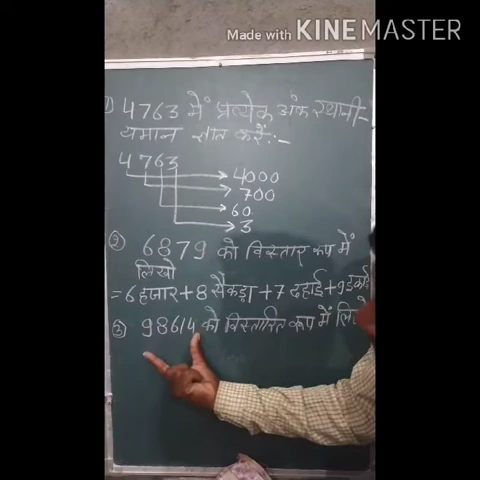 Made with KINEMASTER
1) 4763 में प्रत्येक अंक स्थानी-
यमान ज्ञात करें:-
4763
4000
700
60
3
② 6879 को विस्तार रूप में
लिखो
=6 हजार+8 सैकड़ा+7 दहाई+9 इकाई
③ 98614 को विस्तारित रूप में लिखो